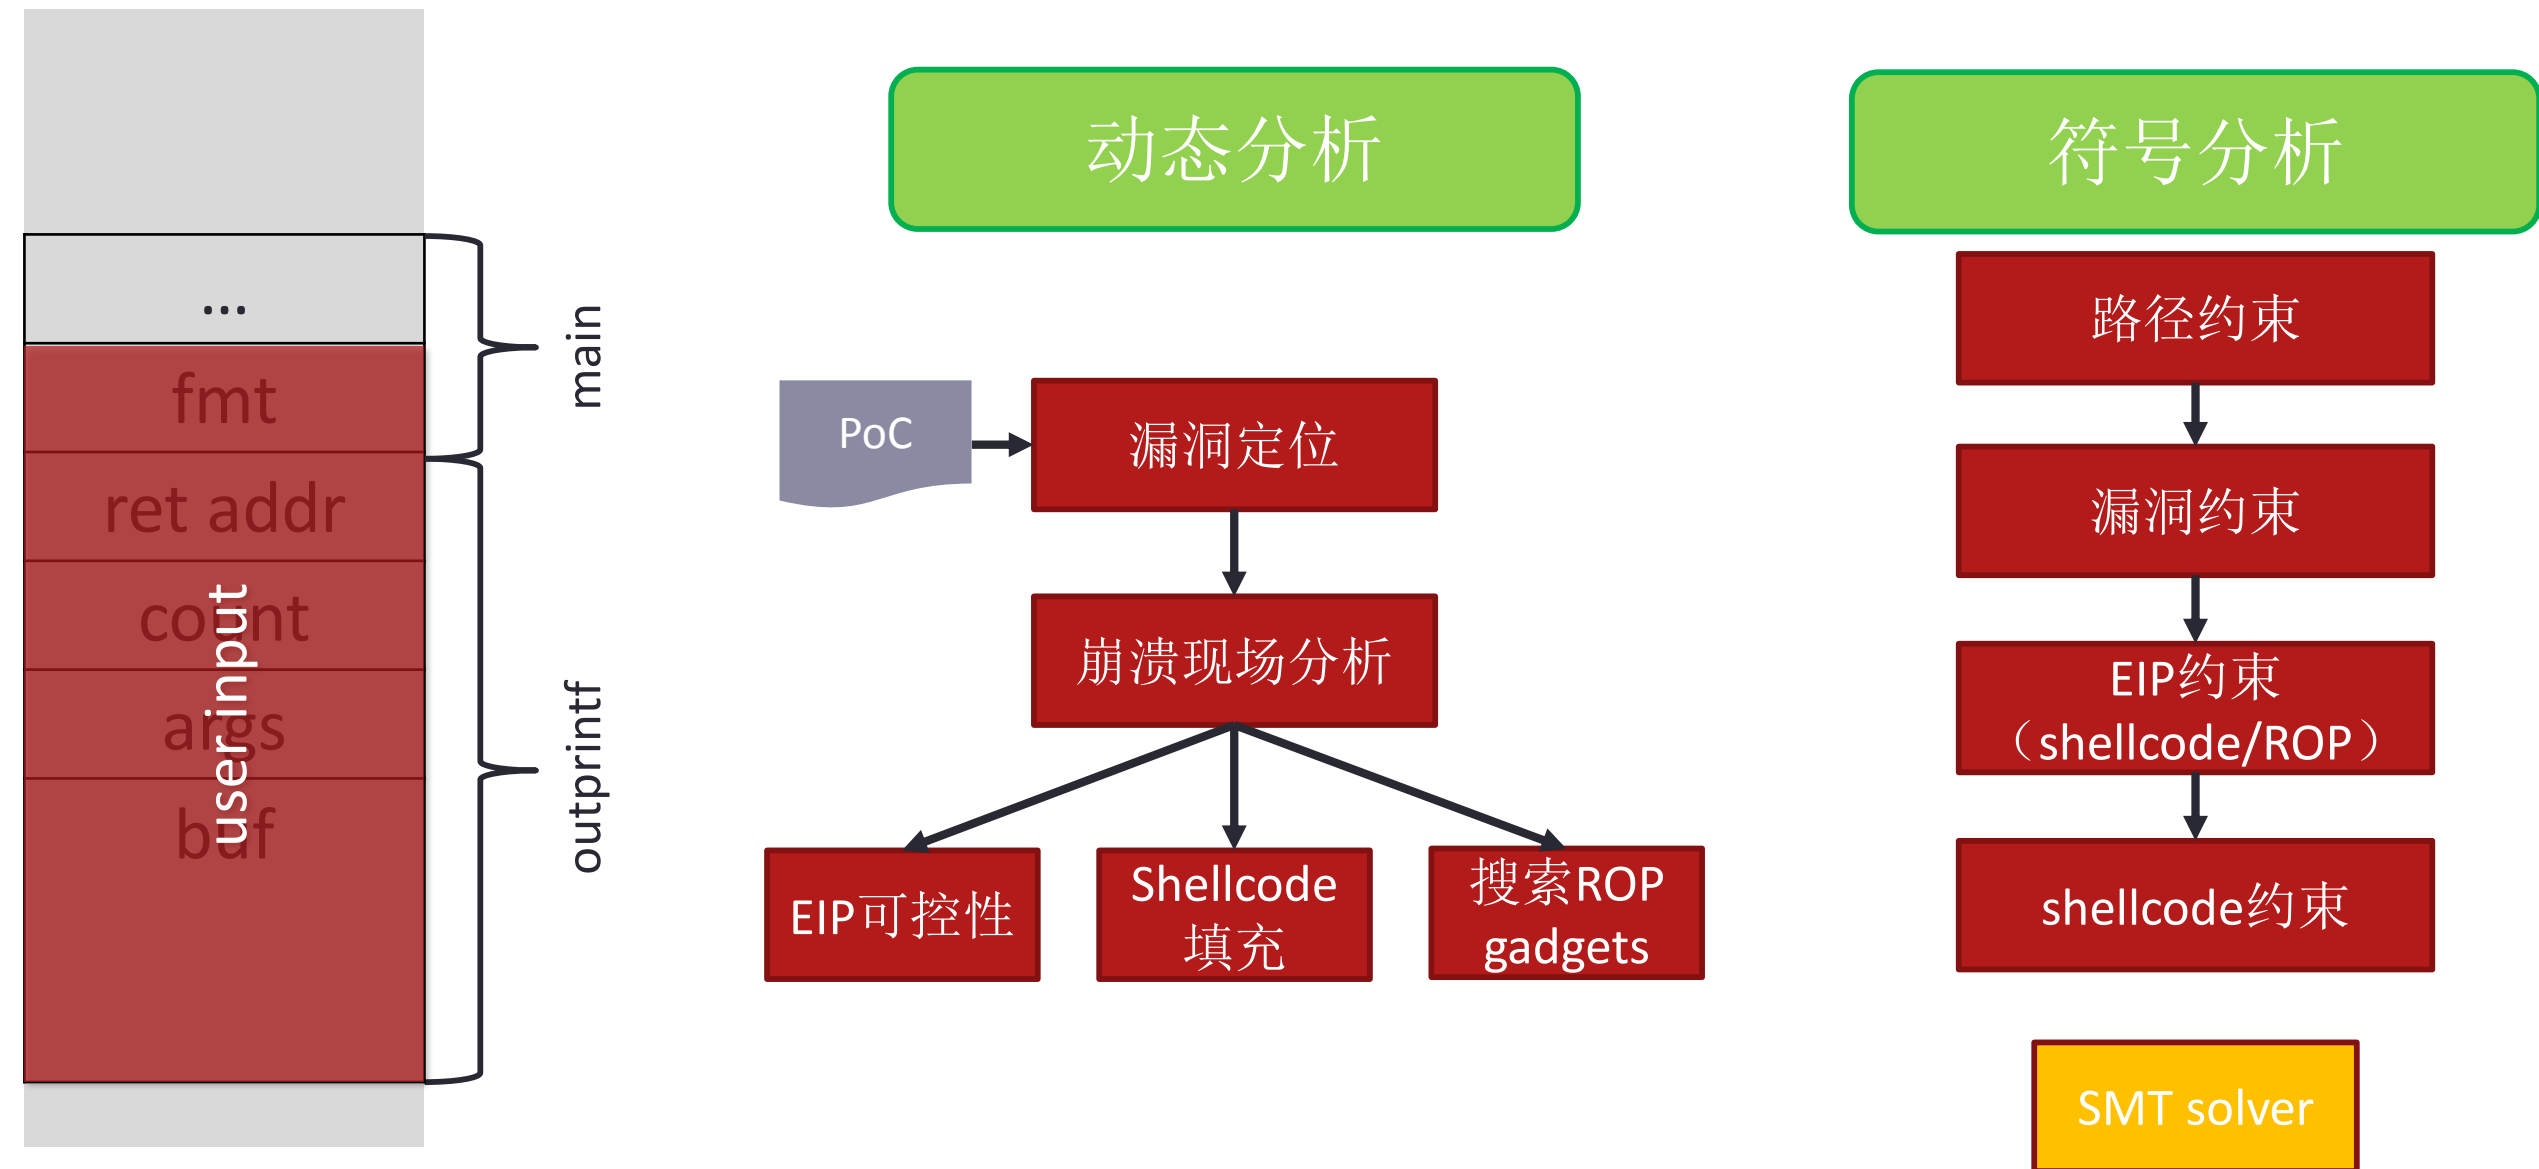 ...
fmt
ret addr
count
args
buf
user input
main
outprintf
动态分析
PoC
漏洞定位
崩溃现场分析
EIP可控性
Shellcode
填充
搜索ROP
gadgets
符号分析
路径约束
漏洞约束
EIP约束
（shellcode/ROP）
shellcode约束
SMT solver